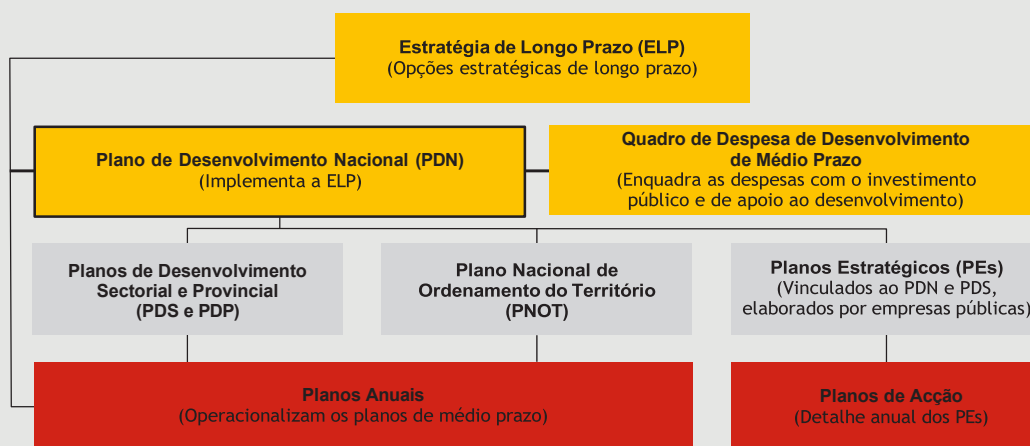 Estratégia de Longo Prazo (ELP)
(Opções estratégicas de longo prazo)
Plano de Desenvolvimento Nacional (PDN)
(Implementa a ELP)
Quadro de Despesa de Desenvolvimento
de Médio Prazo
(Enquadra as despesas com o investimento
público e de apoio ao desenvolvimento)
Planos de Desenvolvimento
Sectorial e Provincial
(PDS e PDP)
Plano Nacional de
Ordenamento do Território
(PNOT)
Planos Estratégicos (PEs)
(Vinculados ao PDN e PDS,
elaborados por empresas públicas)
Planos Anuais
(Operacionalizam os planos de médio prazo)
Planos de Acção
(Detalhe anual dos PEs)